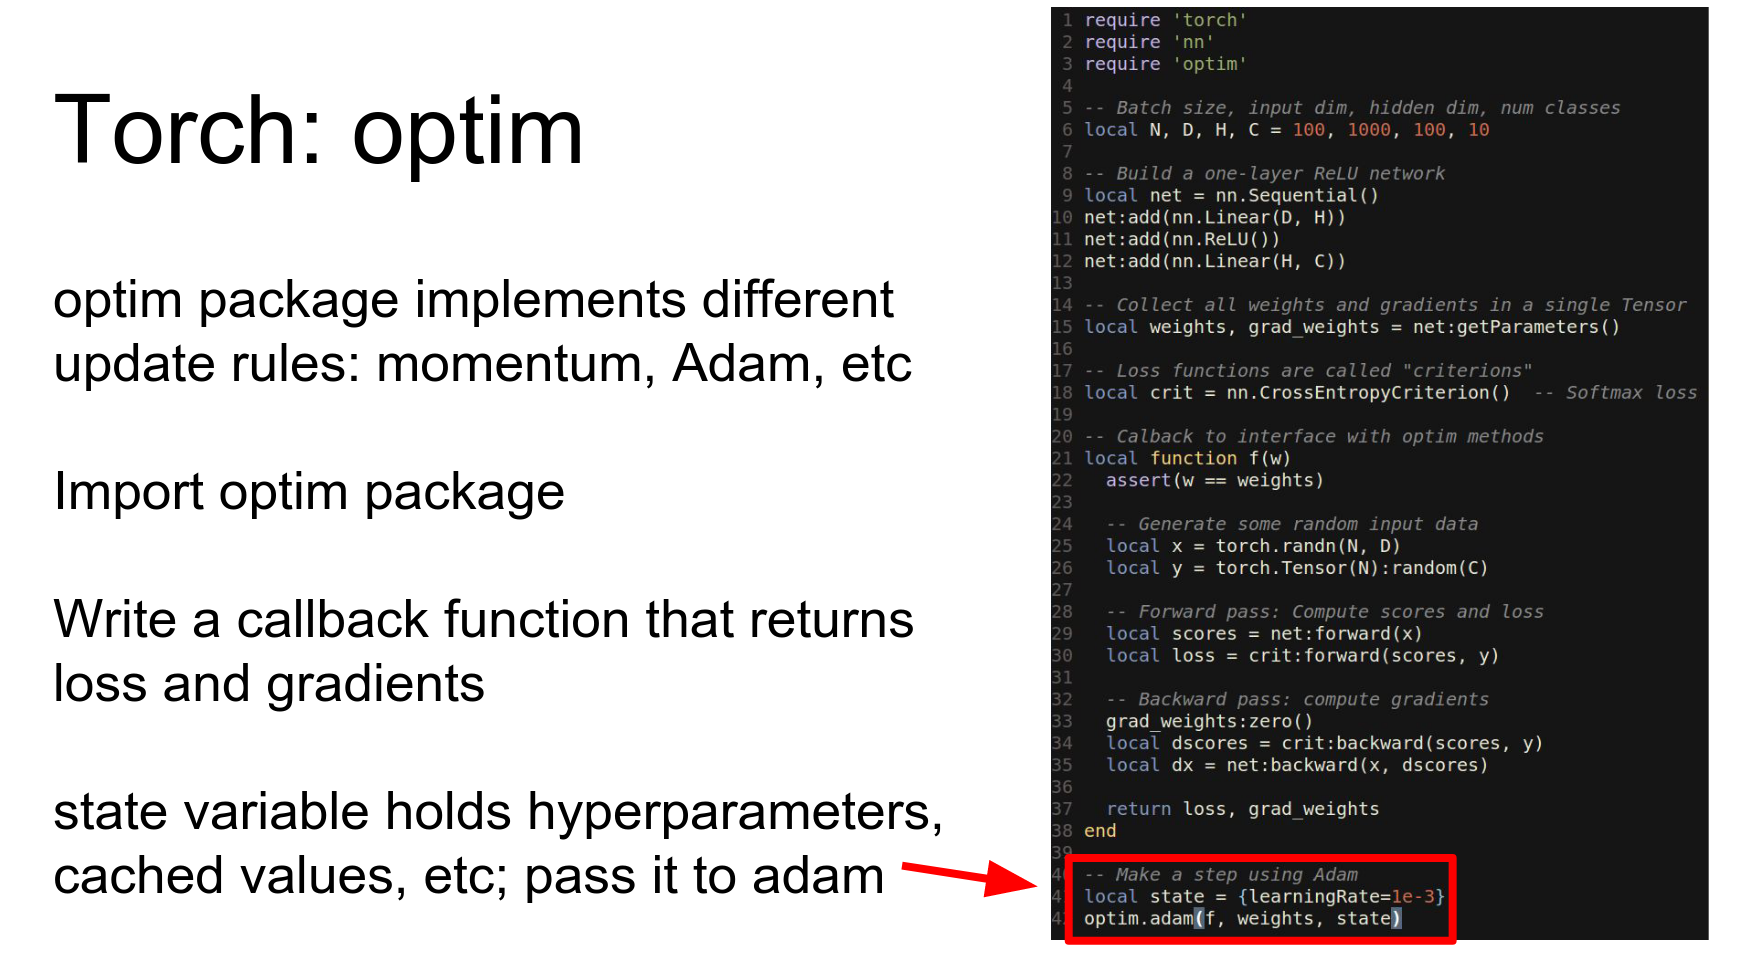 Torch: optim
optim package implements different
update rules: momentum, Adam, etc
Import optim package
Write a callback function that returns
loss and gradients
state variable holds hyperparameters,
cached values, etc; pass it to adam
1 require 'torch'
2 require 'nn'
3 require 'optim'
4
5 -- Batch size, input dim, hidden dim, num classes
6 local N, D, H, C = 100, 1000, 100, 10
7
8 -- Build a one-layer ReLU network
9 local net = nn.Sequential()
10 net:add(nn.Linear(D, H))
11 net:add(nn.ReLU())
12 net:add(nn.Linear(H, C))
13
14 -- Collect all weights and gradients in a single Tensor
15 local weights, grad_weights = net:getParameters()
16
17 -- Loss functions are called "criterions"
18 local crit = nn.CrossEntropyCriterion()  -- Softmax loss
19
20 -- Calback to interface with optim methods
21 local function f(w)
22   assert(w == weights)
23
24   -- Generate some random input data
25   local x = torch.randn(N, D)
26   local y = torch.Tensor(N):random(C)
27
28   -- Forward pass: Compute scores and loss
29   local scores = net:forward(x)
30   local loss = crit:forward(scores, y)
31
32   -- Backward pass: compute gradients
33   grad_weights:zero()
34   local dscores = crit:backward(scores, y)
35   local dx = net:backward(x, dscores)
36
37   return loss, grad_weights
38 end
39
40 -- Make a step using Adam
41 local state = {learningRate=1e-3}
42 optim.adam(f, weights, state)